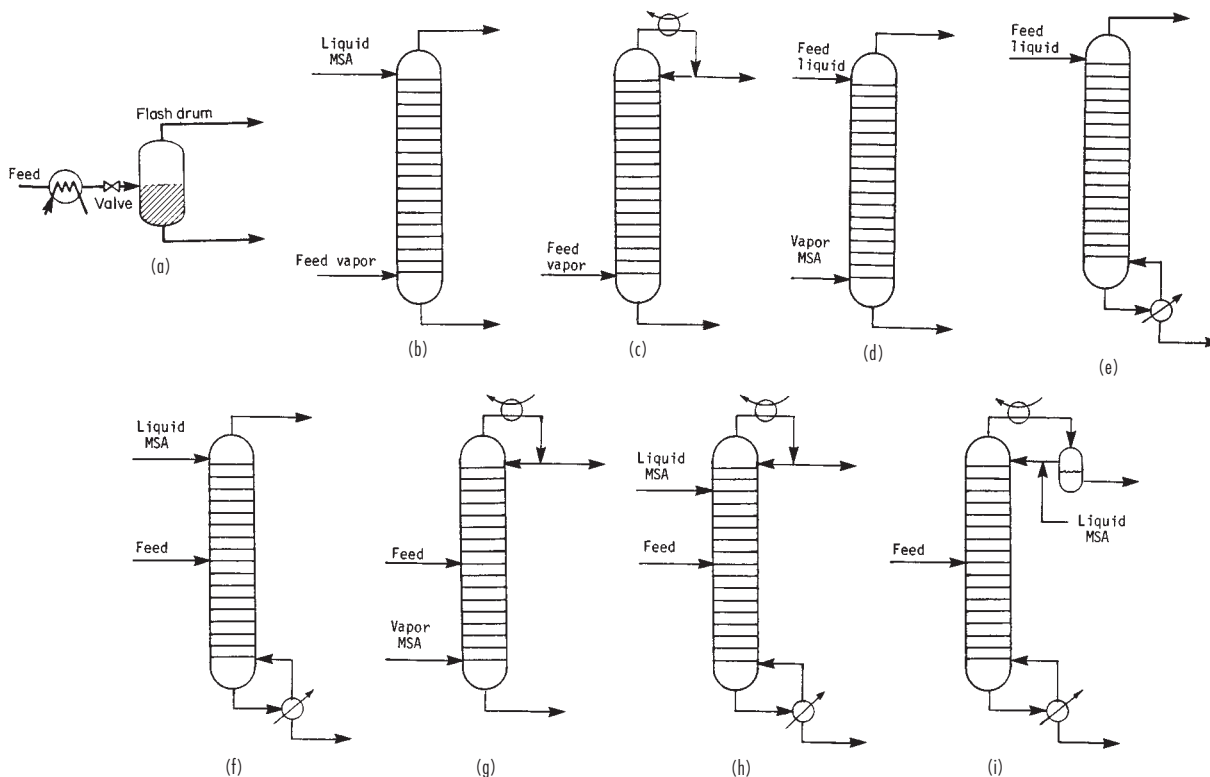 Flash drum
Feed
Valve
(a)
Liquid
MSA
Feed vapor
(b)
Feed
vapor
(c)
Feed
liquid
Vapor
MSA
(d)
Feed
liquid
(e)
Liquid
MSA
Feed
(f)
Feed
Vapor
MSA
(g)
Liquid
MSA
Feed
(h)
Feed
Liquid
MSA
(i)